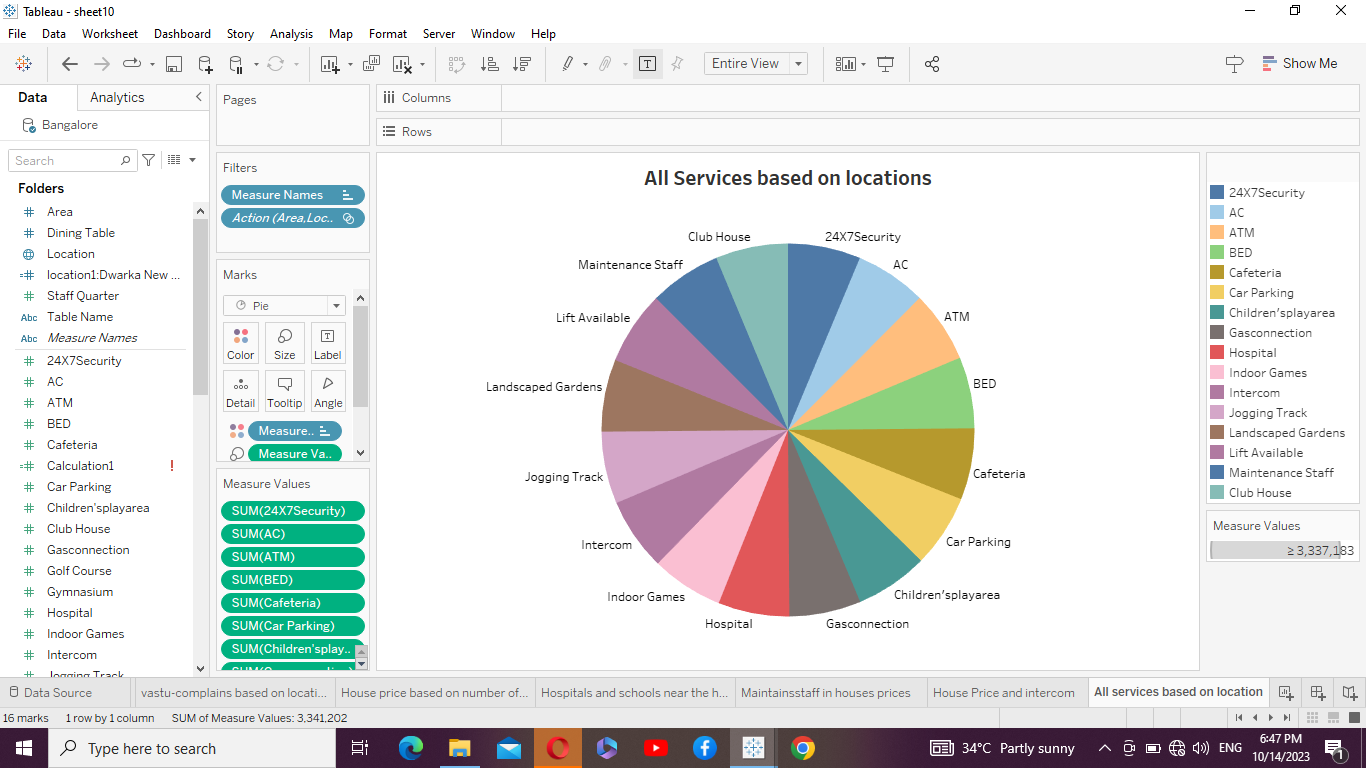 Tableau - sheet10
File Data Worksheet Dashboard Story Analysis Map Format Server Window Help
Entire View
Show Me
Data Analytics
Bangalore
Search
Folders
Area
Dining Table
Location
location1:Dwarka New ...
Staff Quarter
Abc Table Name
Abc Measure Names
24X7Security
AC
ATM
BED
Cafeteria
Calculation1 !
Car Parking
Children'splayarea
Club House
Gasconnection
Golf Course
Gymnasium
Hospital
Indoor Games
Intercom
Jogging Track
Pages
Filters
Measure Names
Action (Area,Loc..
Marks
Pie
Color Size Label
Detail Tooltip Angle
Measure..
Measure Va..
Measure Values
SUM(24X7Security)
SUM(AC)
SUM(ATM)
SUM(BED)
SUM(Cafeteria)
SUM(Car Parking)
SUM(Children'splay..
Columns
Rows
All Services based on locations
Club House
24X7Security
Maintenance Staff
AC
Lift Available
ATM
Landscaped Gardens
BED
Jogging Track
Cafeteria
Intercom
Car Parking
Indoor Games
Children'splayarea
Hospital
Gasconnection
24X7Security
AC
ATM
BED
Cafeteria
Car Parking
Children'splayarea
Gasconnection
Hospital
Indoor Games
Intercom
Jogging Track
Landscaped Gardens
Lift Available
Maintenance Staff
Club House
Measure Values
≥ 3,337,183
Data Source
vastu-complains based on locati...
House price based on number of...
Hospitals and schools near the h...
Maintainsstaff in houses prices
House Price and intercom
All services based on location
16 marks 1 row by 1 column SUM of Measure Values: 3,341,202
Type here to search
34°C Partly sunny
ENG
6:47 PM
10/14/2023
1